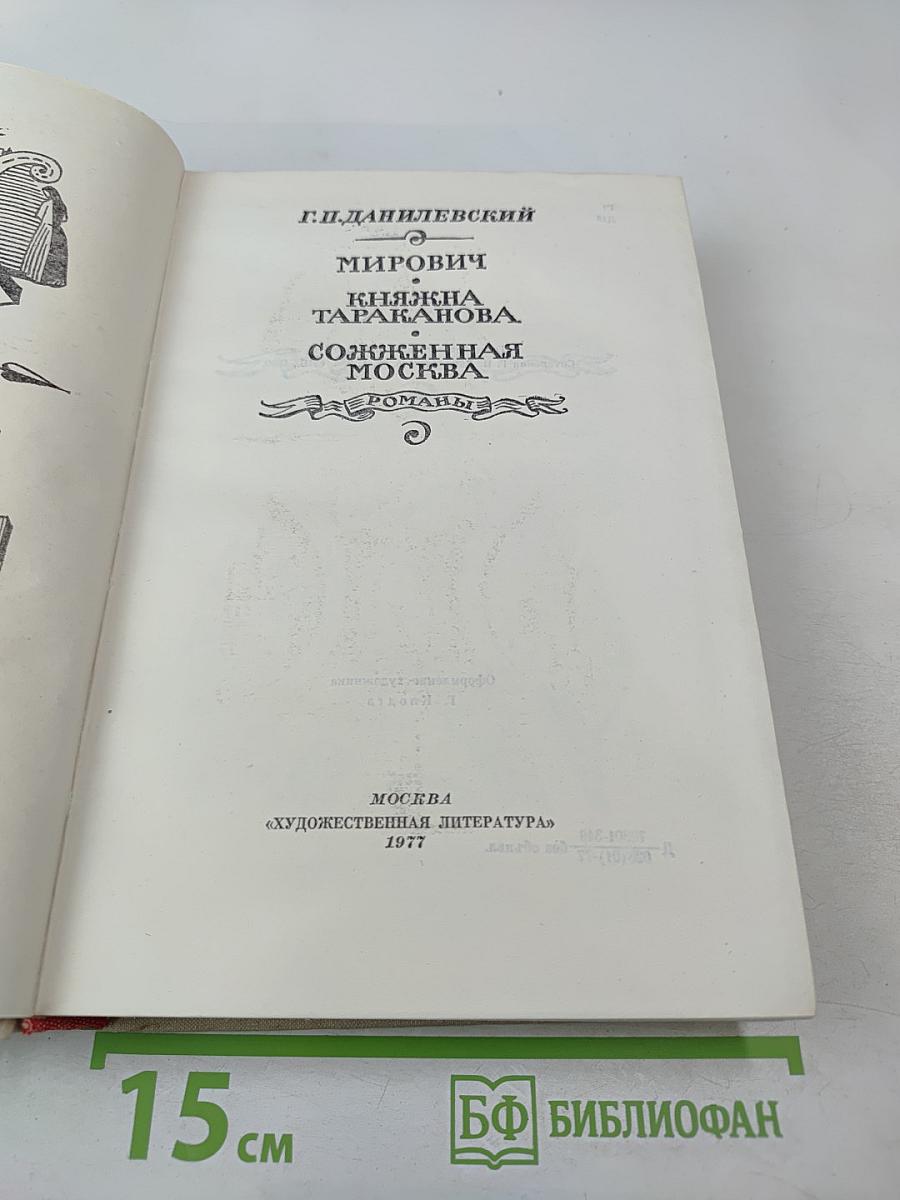 Г.П.ДАНИЛЕВСКИЙ
МИРОВИЧ
КНЯЖНА
ТАРАКАНОВА
СОЖЖЕННАЯ
МОСКВА
РОМАНЫ
МОСКВА
«ХУДОЖЕСТВЕННАЯ ЛИТЕРАТУРА»
1977
15 см
БФ БИБЛИОФАН